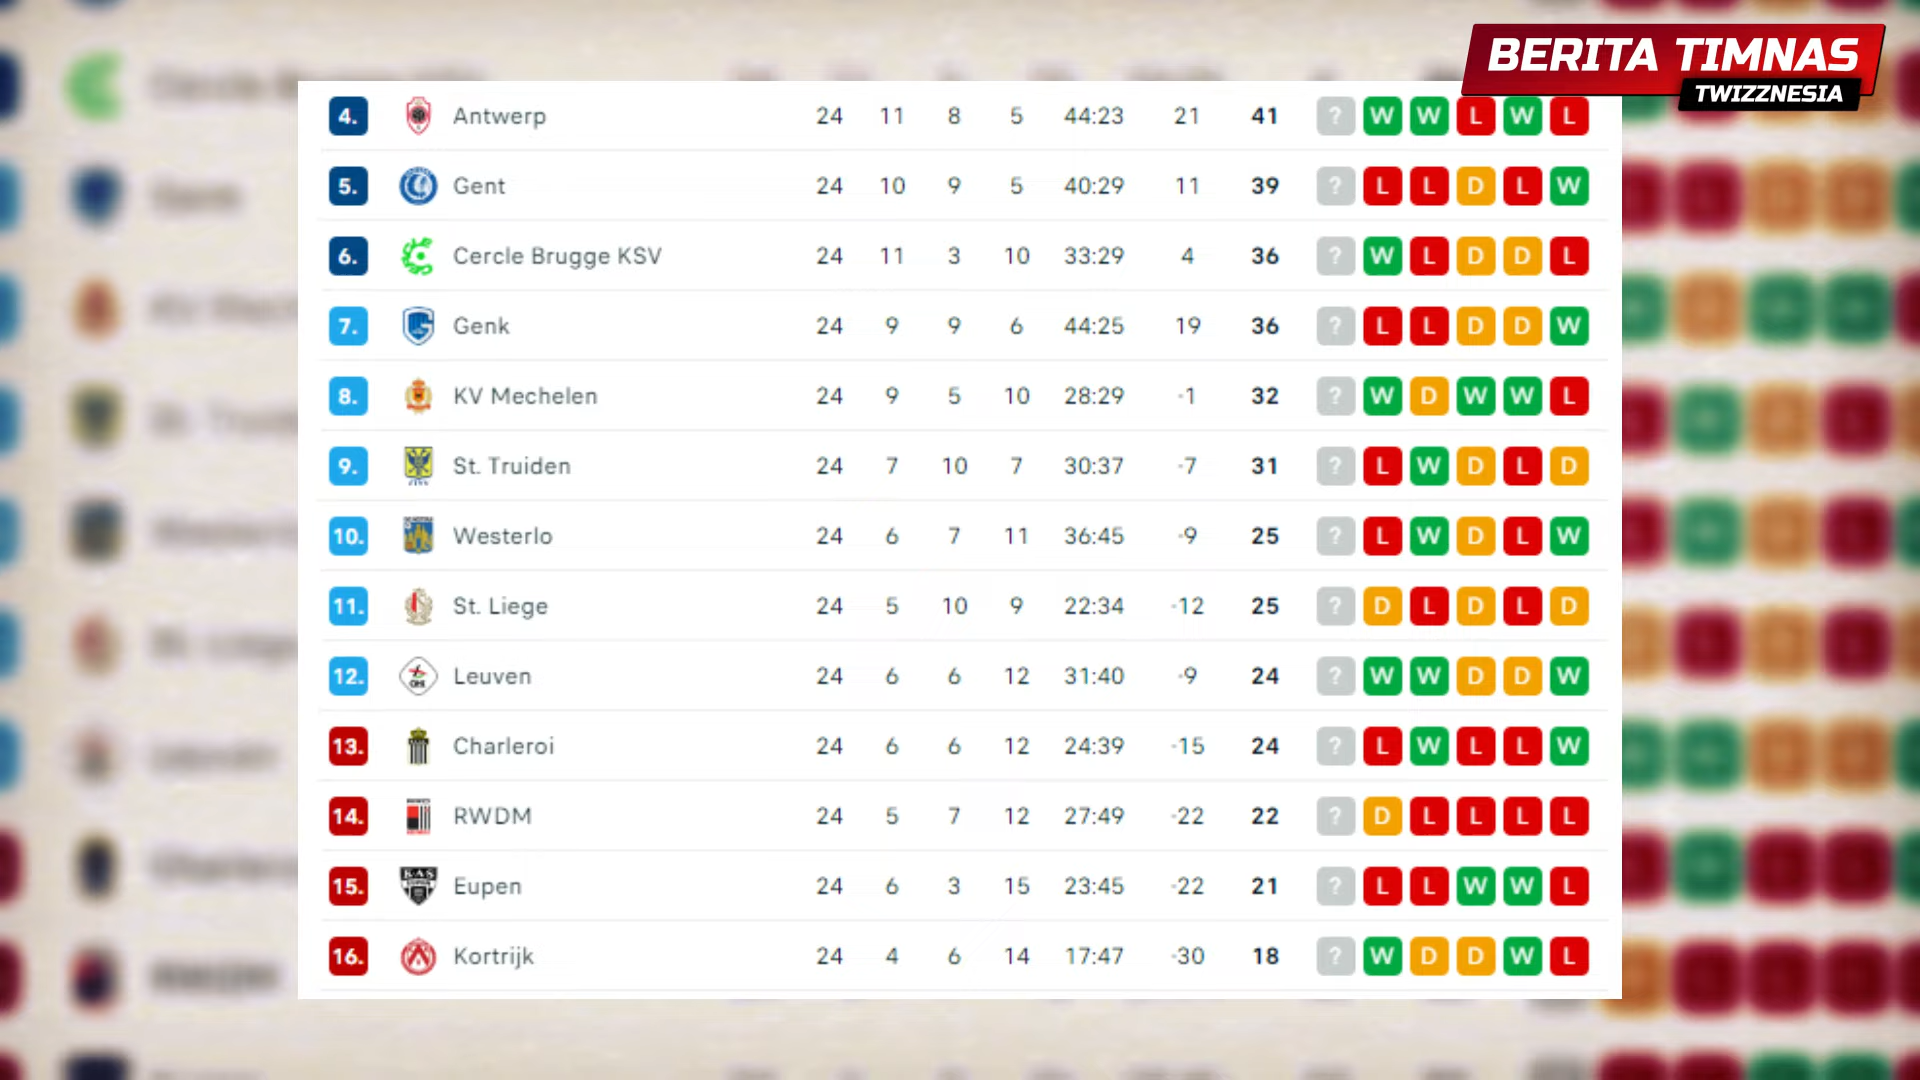 BERITA TIMNAS
TWIZZNESIA
4. Antwerp 24 11 8 5 44:23 21 41 ? W W L W L
5. Gent 24 10 9 5 40:29 11 39 ? L L D L W
6. Cercle Brugge KSV 24 11 3 10 33:29 4 36 ? W L D D L
7. Genk 24 9 9 6 44:25 19 36 ? L L D D W
8. KV Mechelen 24 9 5 10 28:29 -1 32 ? W D W W L
9. St. Truiden 24 7 10 7 30:37 -7 31 ? L W D L D
10. Westerlo 24 6 7 11 36:45 -9 25 ? L W D L W
11. St. Liege 24 5 10 9 22:34 -12 25 ? D L D L D
12. Leuven 24 6 6 12 31:40 -9 24 ? W W D D W
13. Charleroi 24 6 6 12 24:39 -15 24 ? L W L L W
14. RWDM 24 5 7 12 27:49 -22 22 ? D L L L L
15. Eupen 24 6 3 15 23:45 -22 21 ? L L W W L
16. Kortrijk 24 4 6 14 17:47 -30 18 ? W D D W L